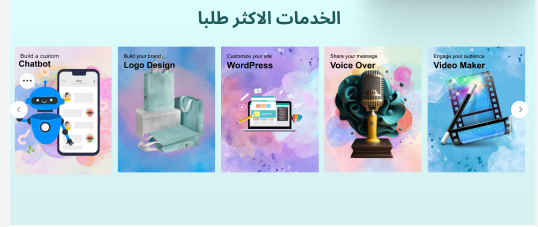 الخدمات الاكثر طلبا
Build a custom
Chatbot
Build your brand
Logo Design
Customize your site
WordPress
Share your message
Voice Over
Engage your audience
Video Maker